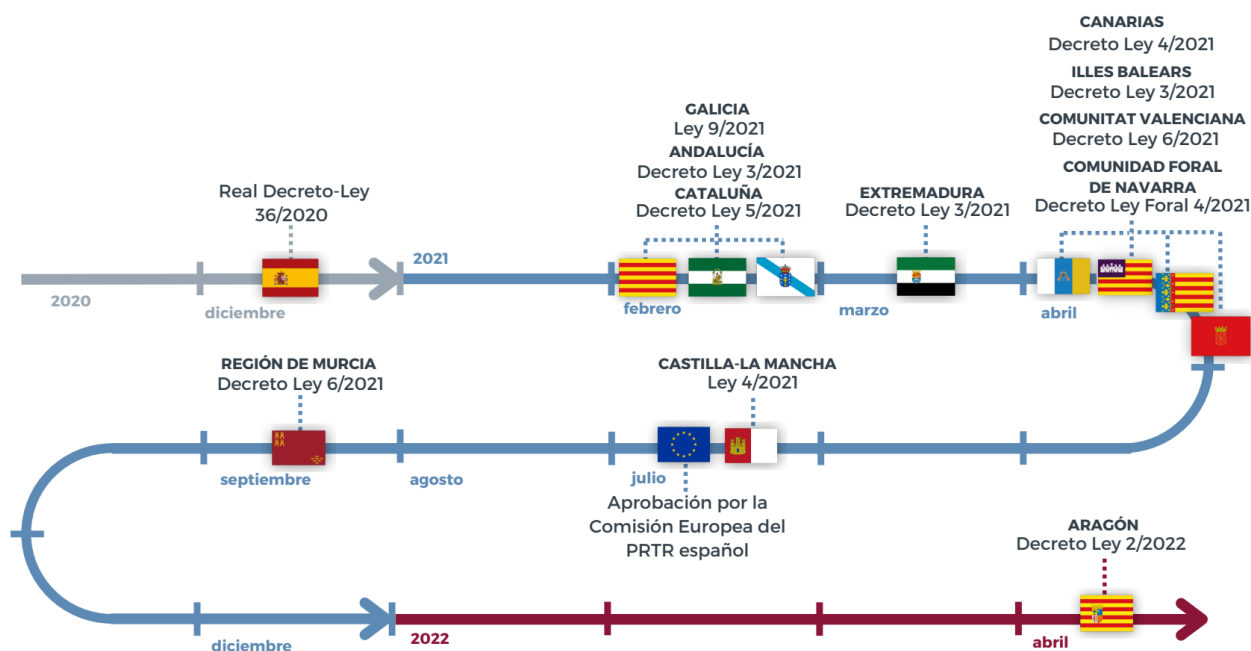 CANARIAS
Decreto Ley 4/2021
ILLES BALEARS
Decreto Ley 3/2021
COMUNITAT VALENCIANA
Decreto Ley 6/2021
COMUNIDAD FORAL
DE NAVARRA
Decreto Ley Foral 4/2021
GALICIA
Ley 9/2021
ANDALUCÍA
Decreto Ley 3/2021
CATALUÑA
Decreto Ley 5/2021
EXTREMADURA
Decreto Ley 3/2021
Real Decreto-Ley
36/2020
2021
2020
diciembre
febrero
marzo
abril
REGIÓN DE MURCIA
Decreto Ley 6/2021
CASTILLA-LA MANCHA
Ley 4/2021
septiembre
agosto
julio
Aprobación por la
Comisión Europea del
PRTR español
ARAGÓN
Decreto Ley 2/2022
diciembre
2022
abril